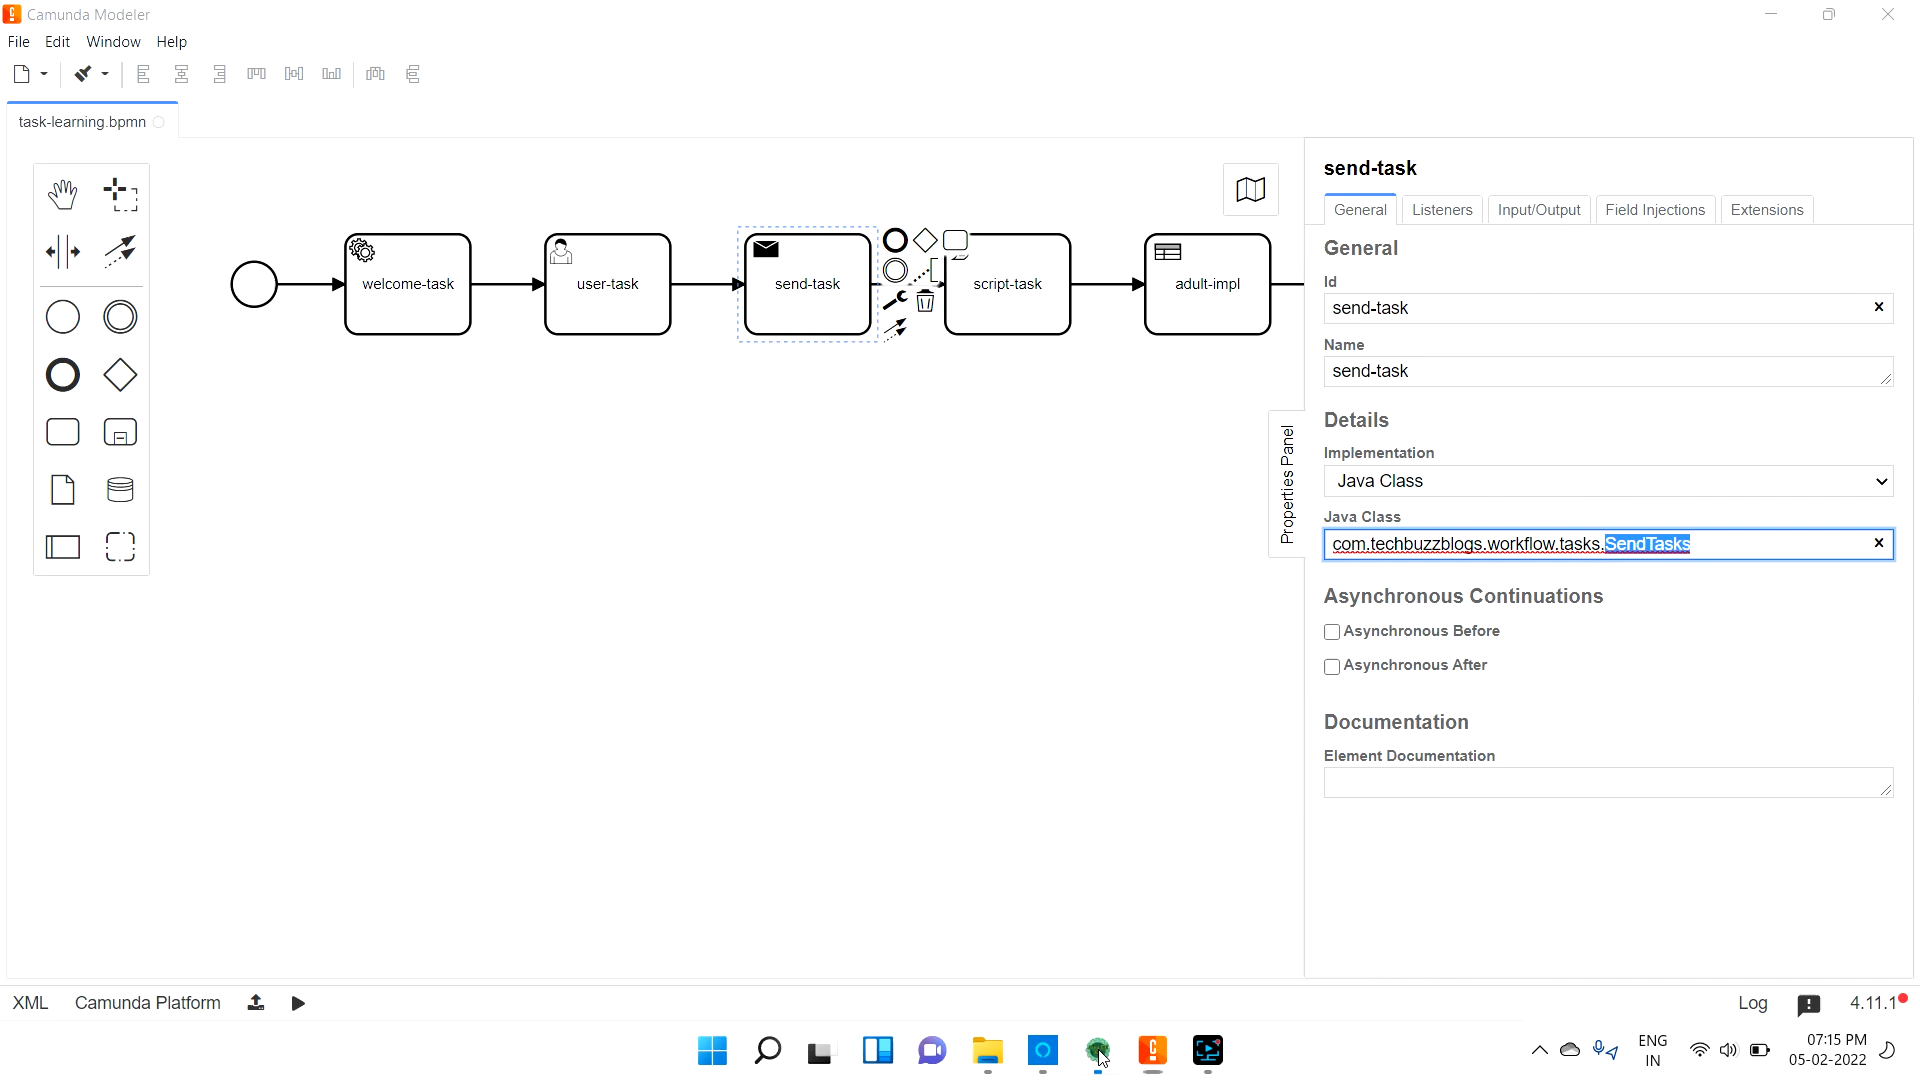 Camunda Modeler
File Edit Window Help
task-learning.bpmn
welcome-task
user-task
send-task
script-task
adult-impl
Properties Panel
send-task
General Listeners Input/Output Field Injections Extensions
General
Id
send-task
Name
send-task
Details
Implementation
Java Class
Java Class
com.techbuzzblogs.workflow.tasks.SendTasks
Asynchronous Continuations
Asynchronous Before
Asynchronous After
Documentation
Element Documentation
XML Camunda Platform
Log 4.11.1
ENG
IN
07:15 PM
05-02-2022